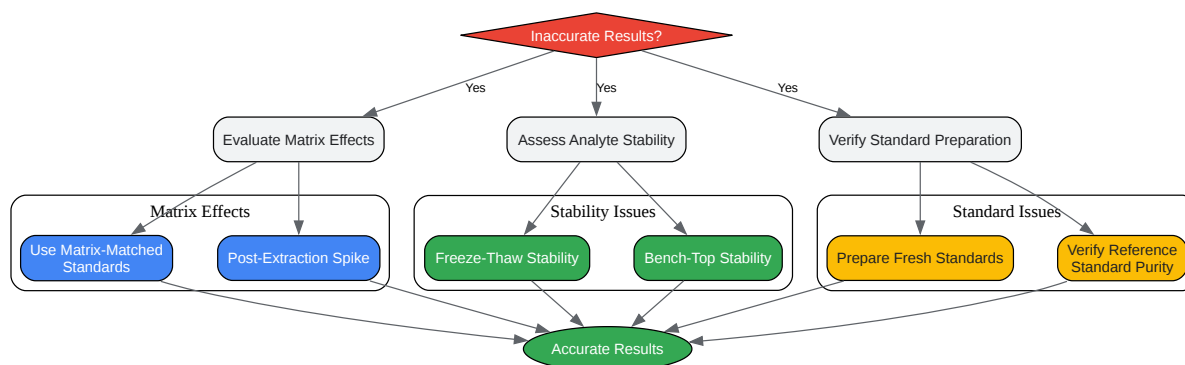 Inaccurate Results?
Yes
Yes
Yes
Evaluate Matrix Effects
Assess Analyte Stability
Verify Standard Preparation
Matrix Effects
Stability Issues
Standard Issues
Use Matrix-Matched
Standards
Post-Extraction Spike
Freeze-Thaw Stability
Bench-Top Stability
Prepare Fresh Standards
Verify Reference
Standard Purity
Accurate Results